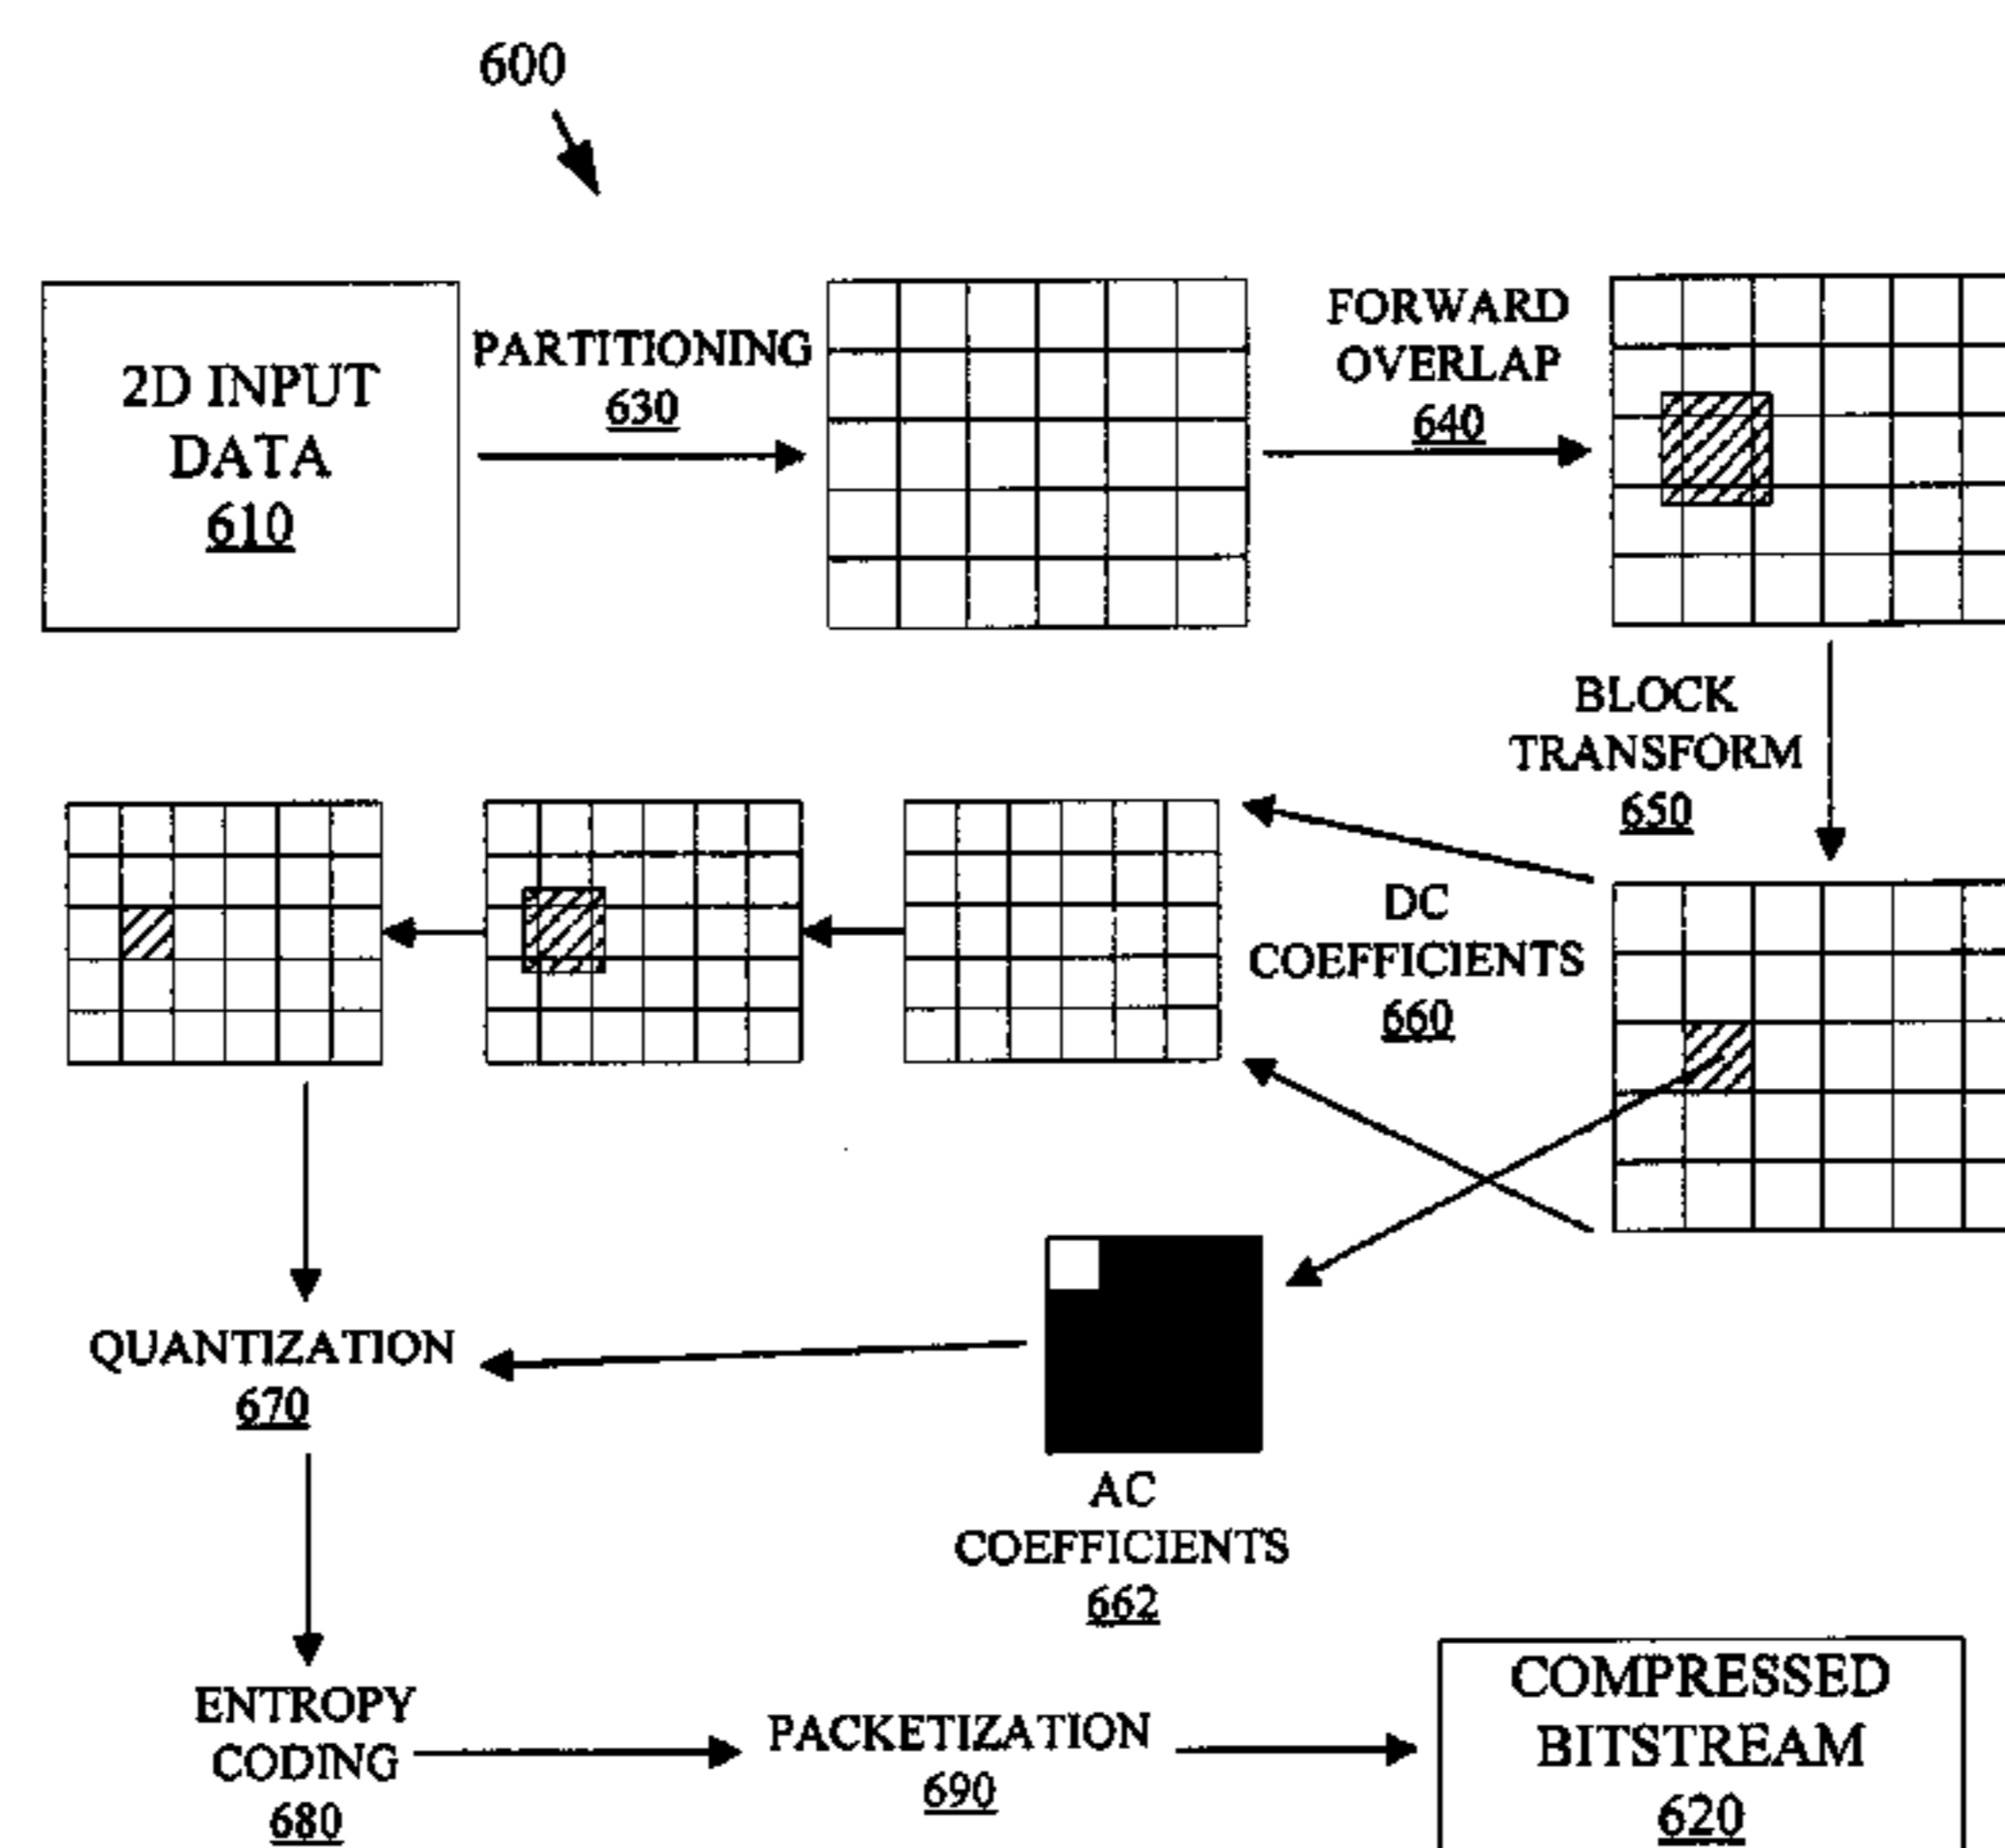 600
2D INPUT
DATA
610
PARTITIONING
630
FORWARD
OVERLAP
640
BLOCK
TRANSFORM
650
DC
COEFFICIENTS
660
QUANTIZATION
670
AC
COEFFICIENTS
662
ENTROPY
CODING
680
PACKETIZATION
690
COMPRESSED
BITSTREAM
620